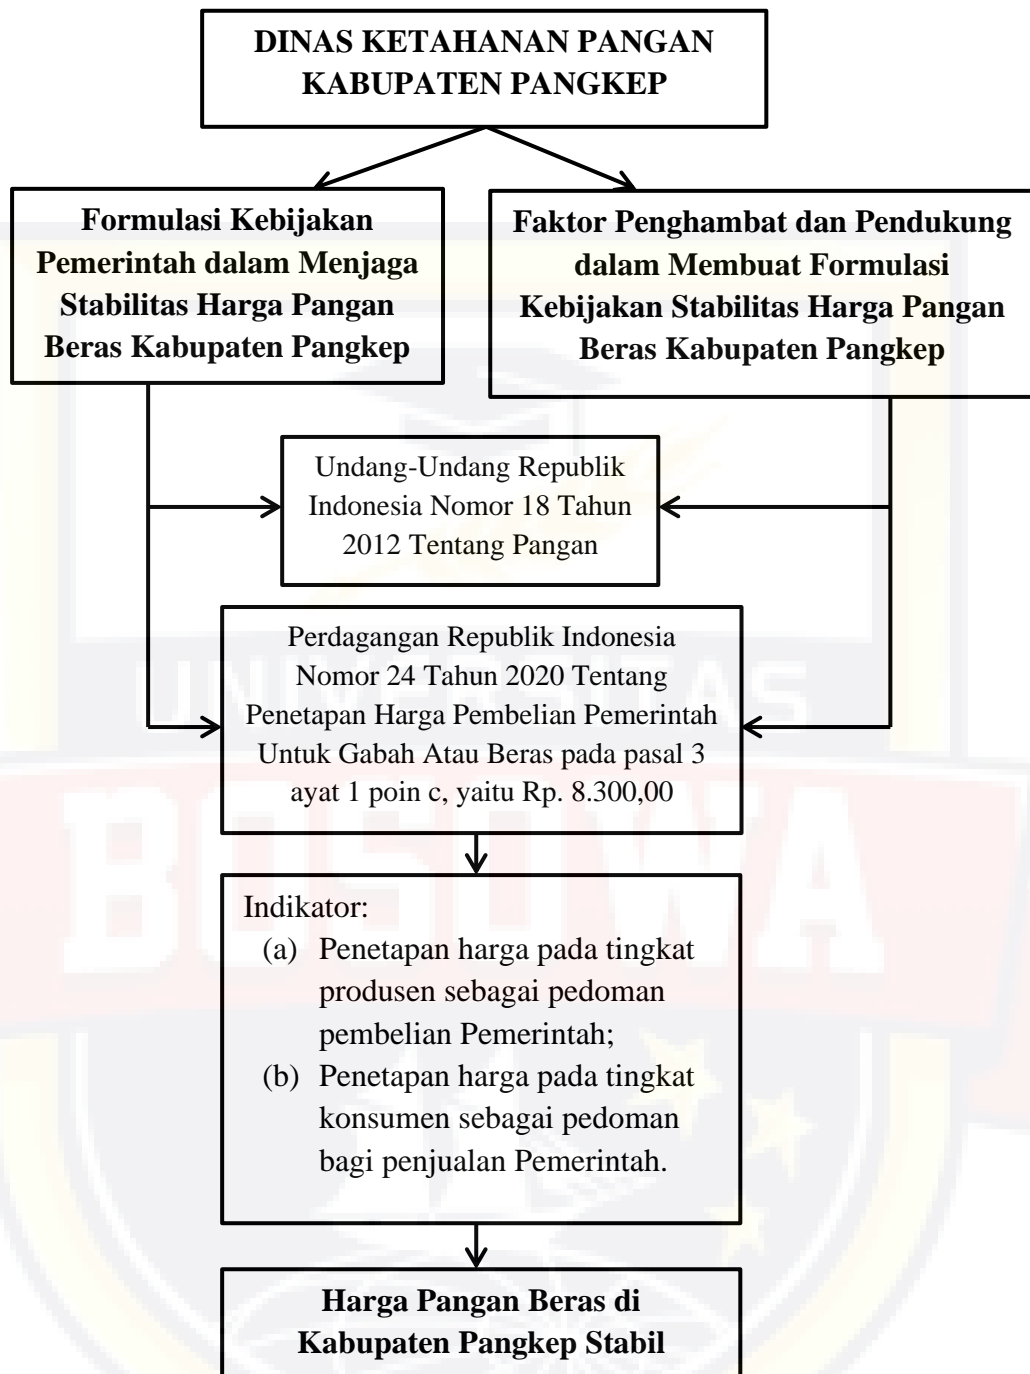 DINAS KETAHANAN PANGAN
KABUPATEN PANGKEP
Formulasi Kebijakan
Pemerintah dalam Menjaga
Stabilitas Harga Pangan
Beras Kabupaten Pangkep
Faktor Penghambat dan Pendukung
dalam Membuat Formulasi
Kebijakan Stabilitas Harga Pangan
Beras Kabupaten Pangkep
Undang-Undang Republik
Indonesia Nomor 18 Tahun
2012 Tentang Pangan
Perdagangan Republik Indonesia
Nomor 24 Tahun 2020 Tentang
Penetapan Harga Pembelian Pemerintah
Untuk Gabah Atau Beras pada pasal 3
ayat 1 poin c, yaitu Rp. 8.300,00
Indikator:
(a) Penetapan harga pada tingkat
produsen sebagai pedoman
pembelian Pemerintah;
(b) Penetapan harga pada tingkat
konsumen sebagai pedoman
bagi penjualan Pemerintah.
Harga Pangan Beras di
Kabupaten Pangkep Stabil
UNIVERSITAS
BOSOWA